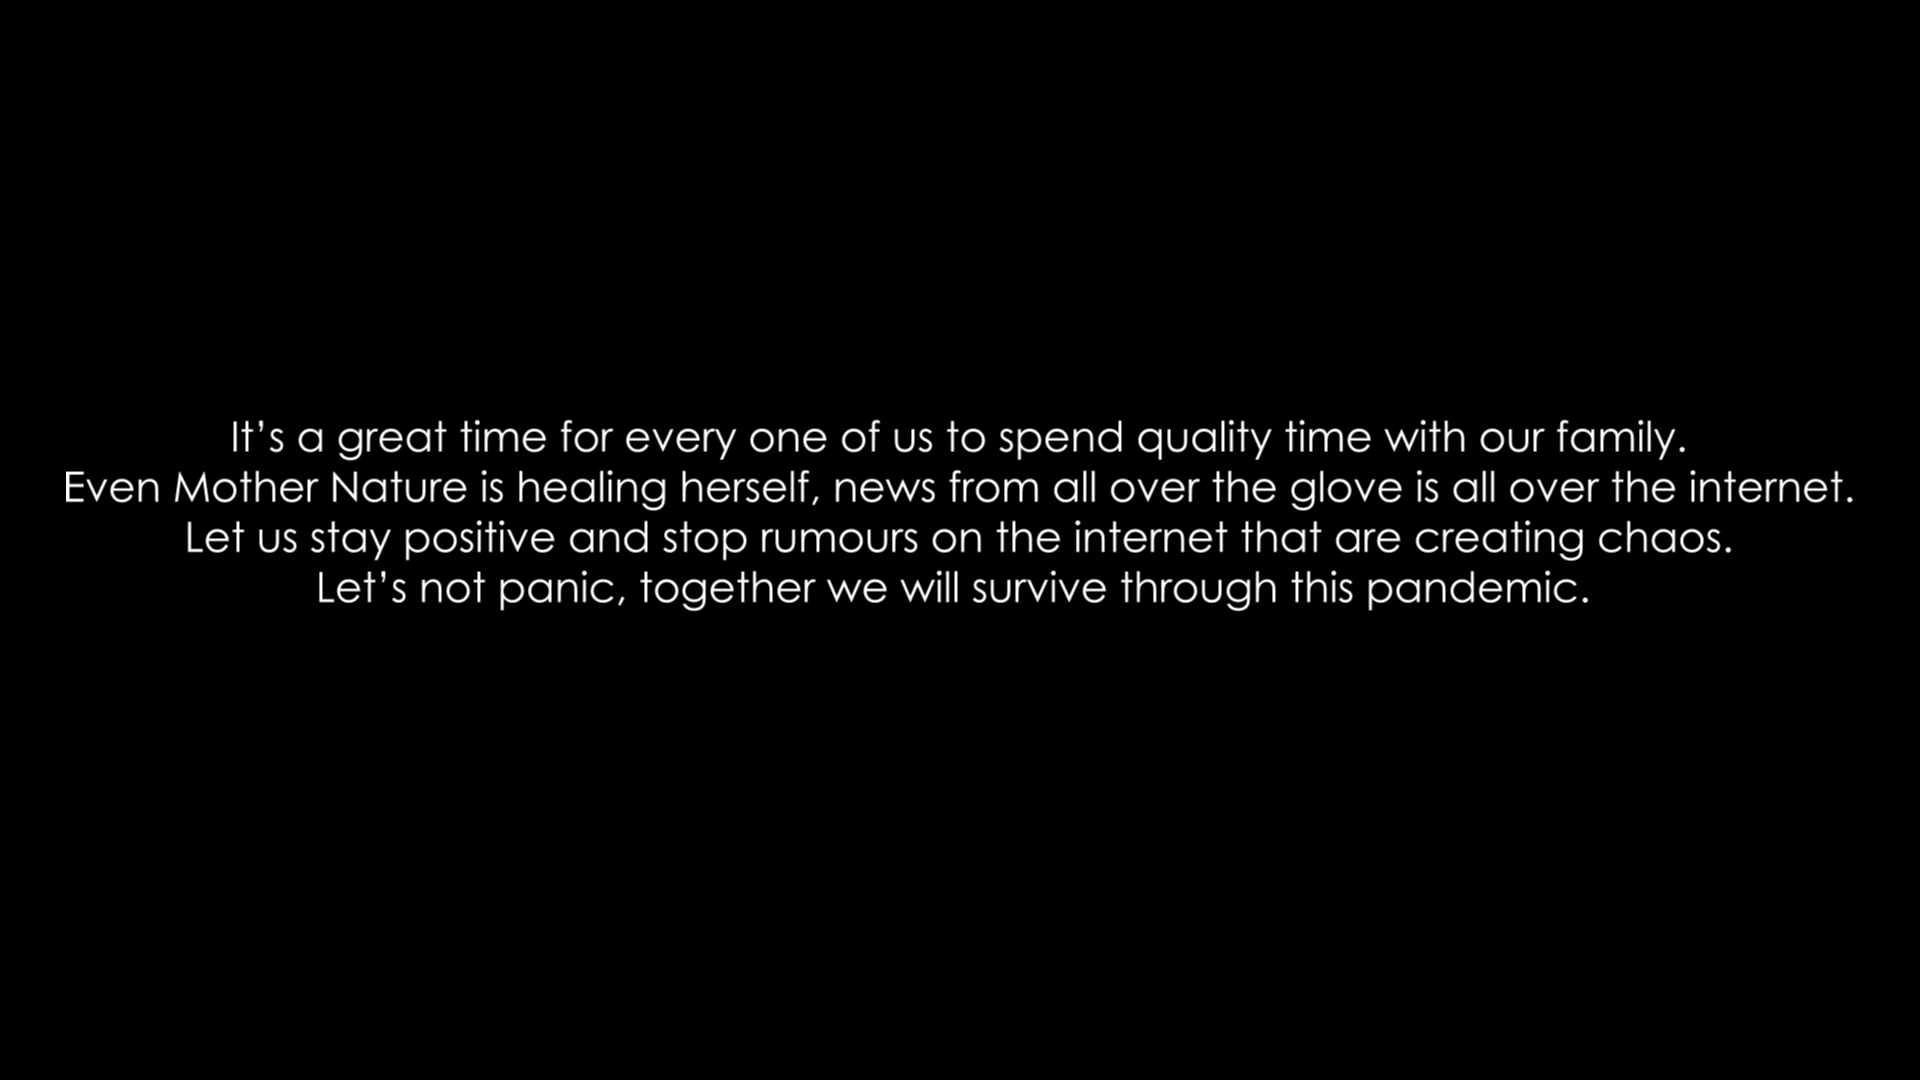 It’s a great time for every one of us to spend quality time with our family.
Even Mother Nature is healing herself, news from all over the glove is all over the internet.
Let us stay positive and stop rumours on the internet that are creating chaos.
Let’s not panic, together we will survive through this pandemic.